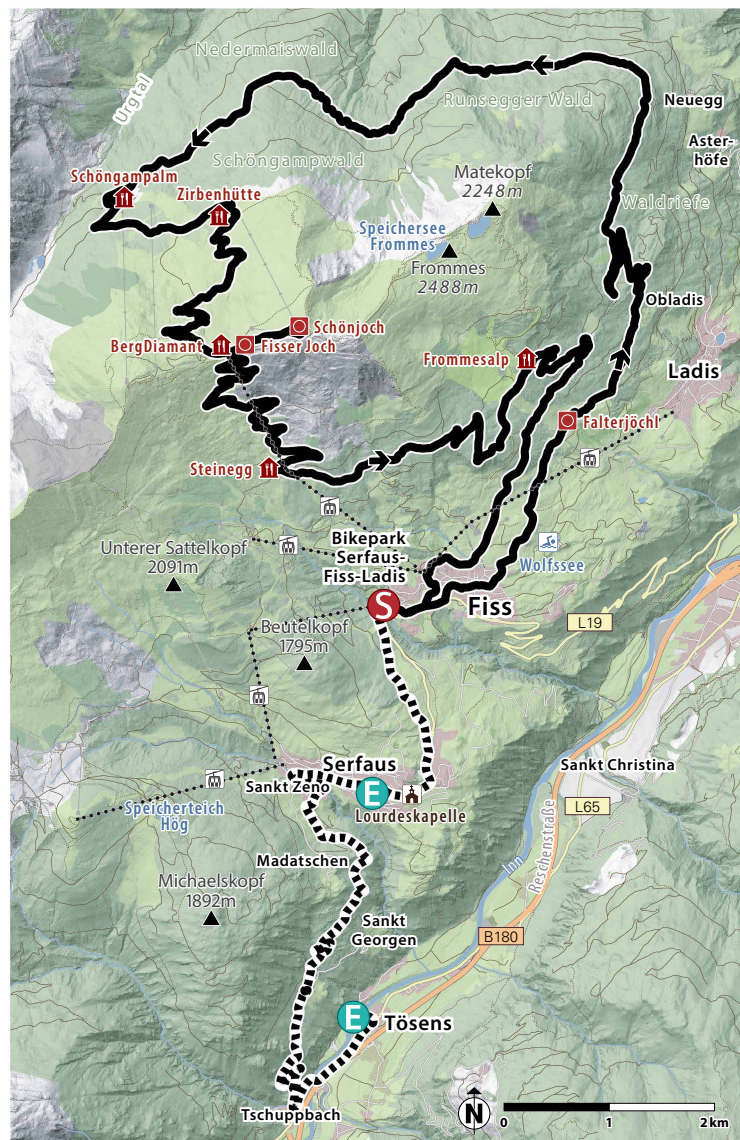 Nedermaiswald
Urgtal
Runsegger Wald
Neuegg
Aster-
höfe
Schöngampwald
Schöngampalm
Zirbenhütte
Matekopf
2248m
Waldriefe
Speichersee
Frommes
Frommes
2488m
Obladis
Schönjoch
BergDiamant
Fisser Joch
Frommesalp
Ladis
Falterjöchl
Steinegg
Bikepark
Serfaus-
Fiss-Ladis
Unterer Sattelkopf
2091m
Wolfssee
S
Fiss
L19
Beutelkopf
1795m
Serfaus
Sankt Christina
Sankt Zeno
E
Lourdeskapelle
Speicherteich
Hög
L65
Reschenstraße
Inn
Madatschen
Michaelskopf
1892m
Sankt
Georgen
B180
E
Tösens
Tschuppbach
N
0 1 2km